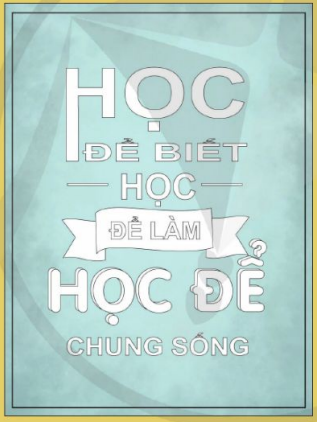 HỌC
ĐỂ BIẾT
HỌC
ĐỂ LÀM
HỌC ĐỂ
CHUNG SỐNG